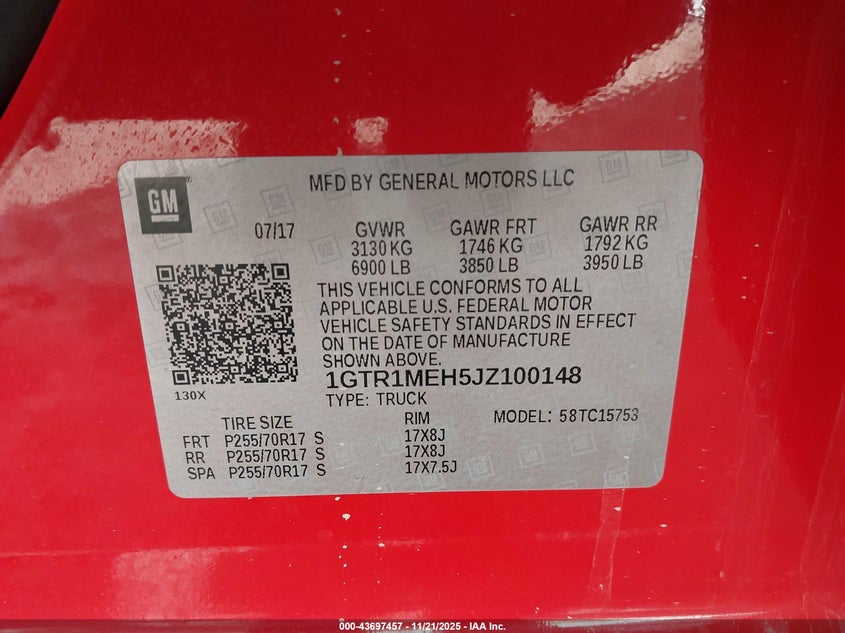 GM
MFD BY GENERAL MOTORS LLC
07/17 GVWR GAWR FRT GAWR RR
3130 KG 1746 KG 1792 KG
6900 LB 3850 LB 3950 LB
THIS VEHICLE CONFORMS TO ALL
APPLICABLE U.S. FEDERAL MOTOR
VEHICLE SAFETY STANDARDS IN EFFECT
ON THE DATE OF MANUFACTURE
SHOWN ABOVE.
1GTR1MEH5JZ100148
130X
TYPE: TRUCK
TIRE SIZE RIM MODEL: 58TC15753
FRT P255/70R17 S 17X8J
RR P255/70R17 S 17X8J
SPA P255/70R17 S 17X7.5J
000-43697457 - 11/21/2025 - IAA Inc.